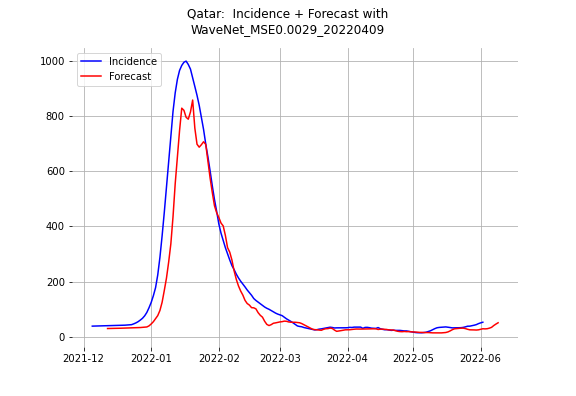 Qatar:  Incidence + Forecast with
WaveNet_MSE0.0029_20220409
Incidence
Forecast
1000
800
600
400
200
0
2021-12 2022-01 2022-02 2022-03 2022-04 2022-05 2022-06